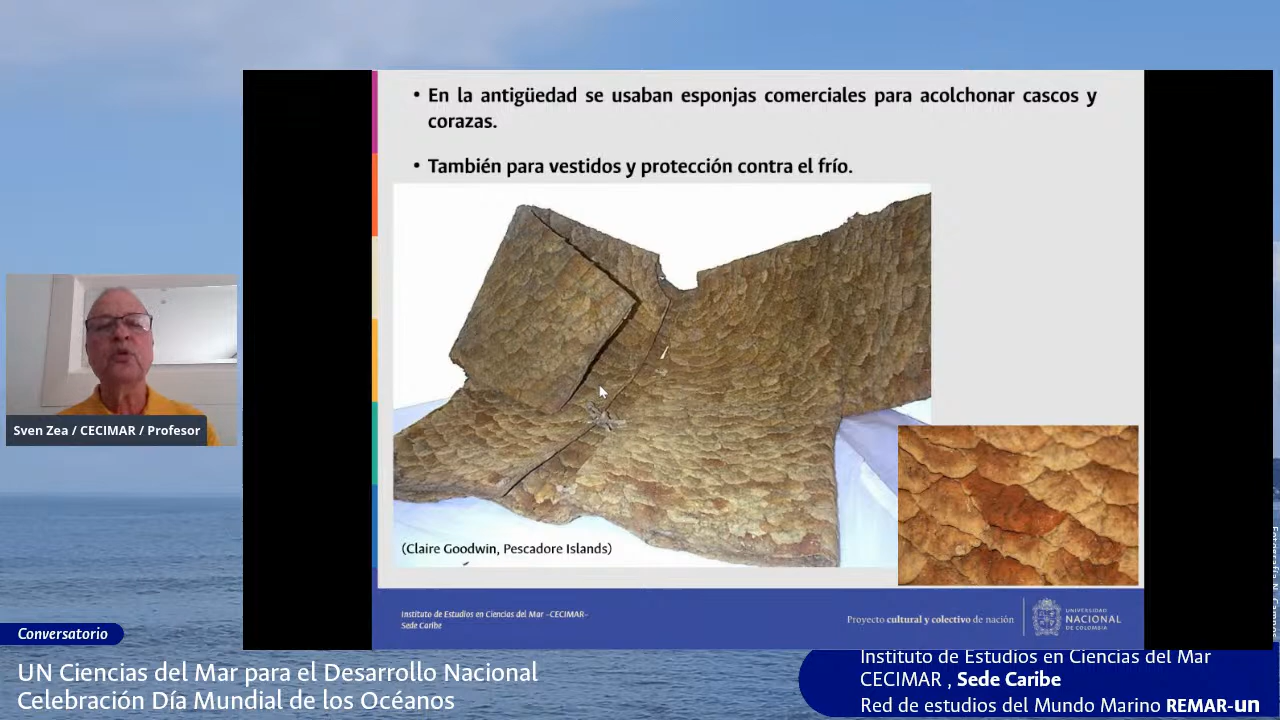 • En la antigüedad se usaban esponjas comerciales para acolchonar cascos y
corazas.
• También para vestidos y protección contra el frío.
(Claire Goodwin, Pescadore Islands)
Instituto de Estudios en Ciencias del Mar -CECIMAR-
Sede Caribe
Proyecto cultural y colectivo de nación
UNIVERSIDAD
NACIONAL
DE COLOMBIA
Sven Zea / CECIMAR / Profesor
Conversatorio
UN Ciencias del Mar para el Desarrollo Nacional
Celebración Día Mundial de los Océanos
Instituto de Estudios en Ciencias del Mar
CECIMAR , Sede Caribe
Red de estudios del Mundo Marino REMAR-un